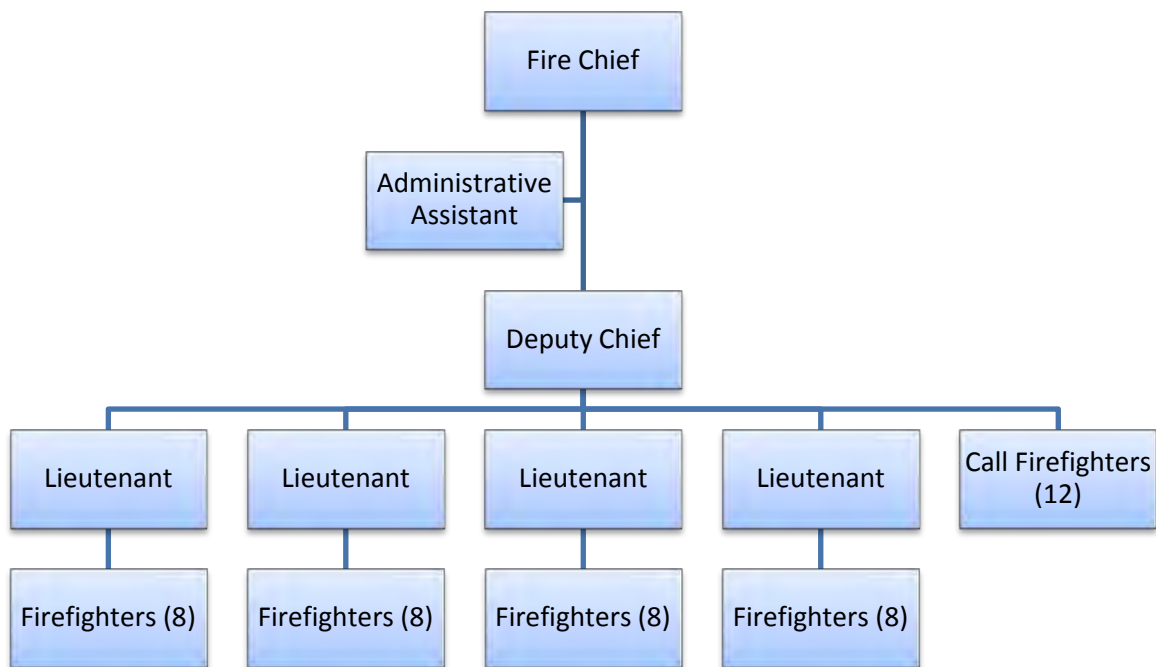 Fire Chief
Administrative
Assistant
Deputy Chief
Lieutenant
Lieutenant
Lieutenant
Lieutenant
Call Firefighters
(12)
Firefighters (8)
Firefighters (8)
Firefighters (8)
Firefighters (8)